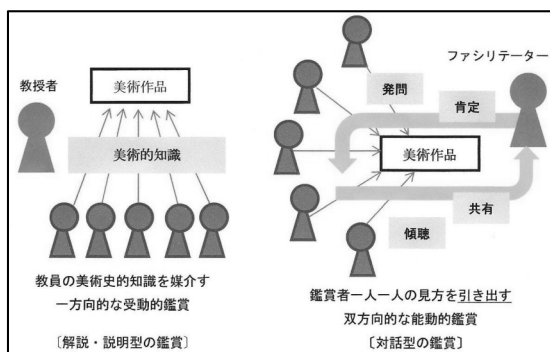 教授者
美術作品
美術的知識
教員の美術史的知識を媒介す
一方向的な受動的鑑賞
〔解説・説明型の鑑賞〕
ファシリテーター
発問
肯定
美術作品
共有
傾聴
鑑賞者一人一人の見方を引き出す
双方向的な能動的鑑賞
〔対話型の鑑賞〕